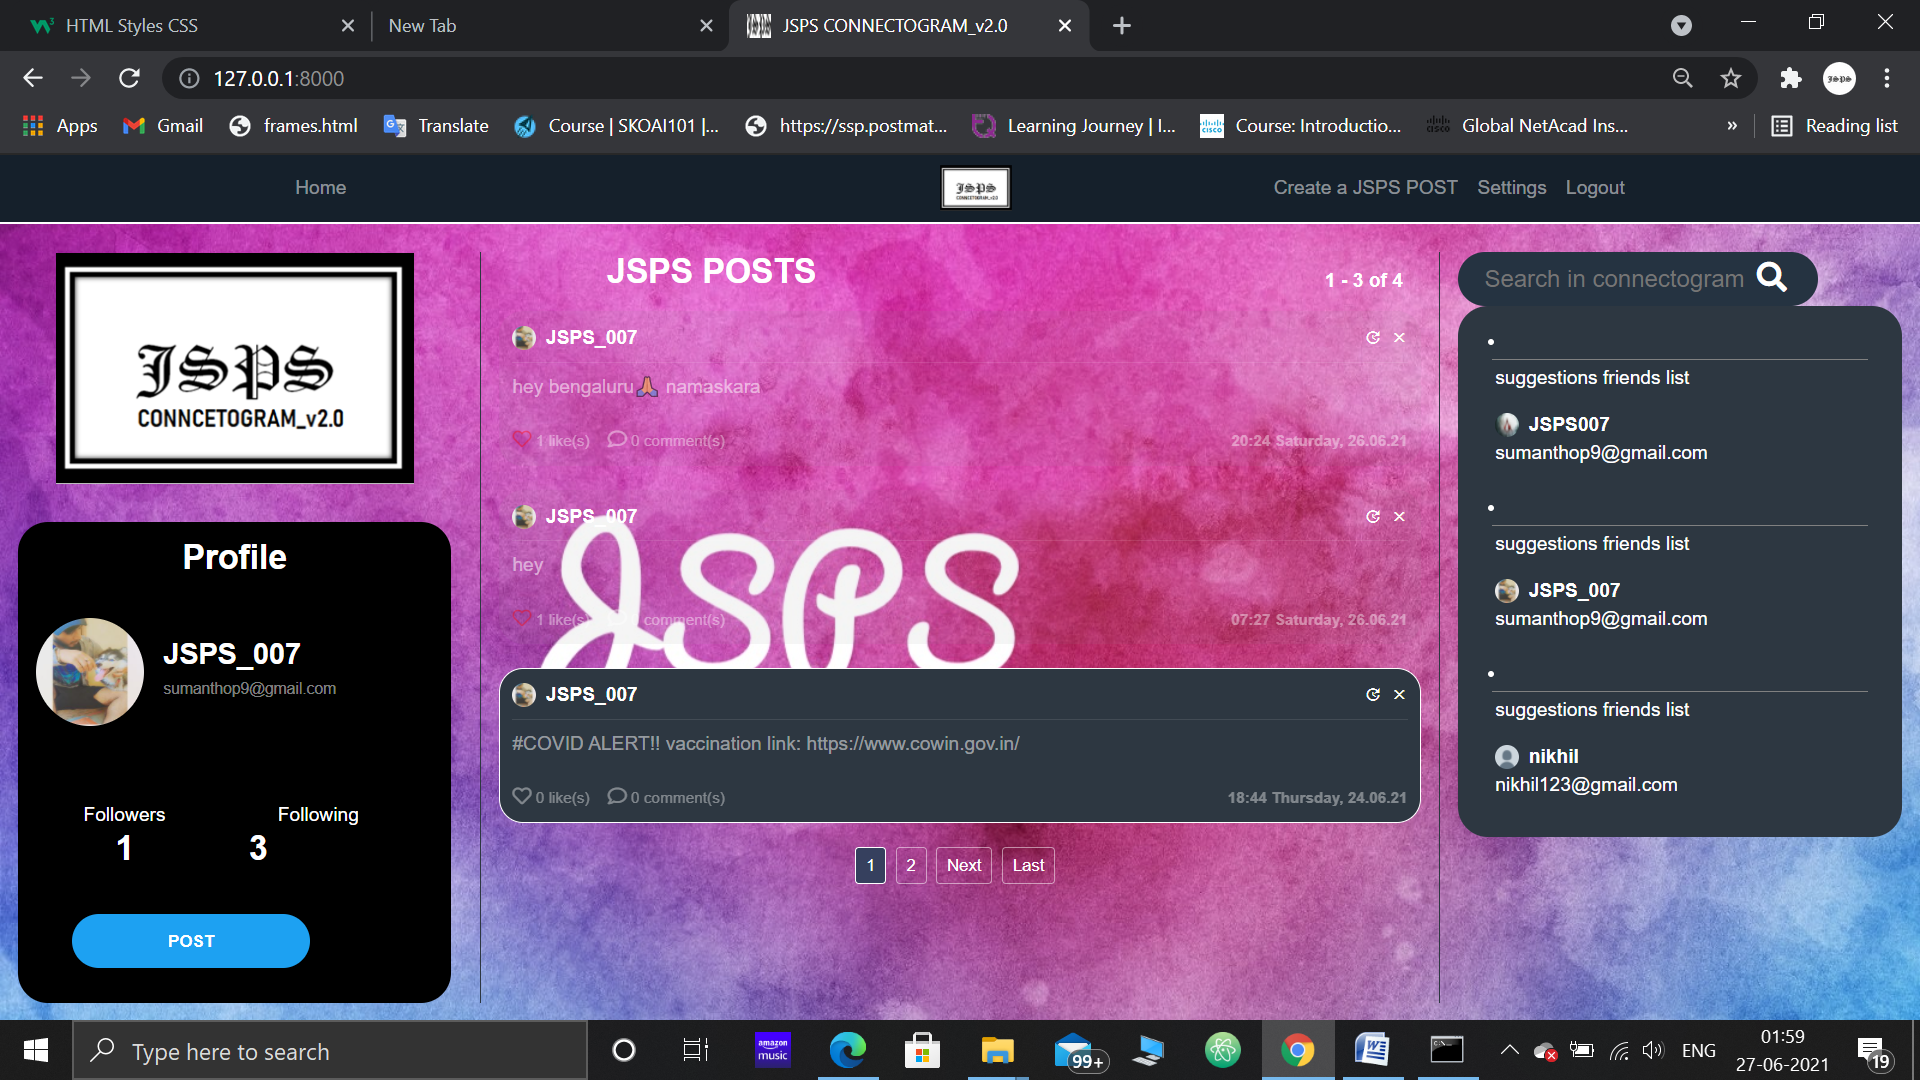 HTML Styles CSS
New Tab
JSPS CONNECTOGRAM_v2.0
127.0.0.1:8000
JSPS
Apps
Gmail
frames.html
Translate
Course | SKOAI101 |...
https://ssp.postmat...
Learning Journey | I...
Course: Introductio...
Global NetAcad Ins...
»
Reading list
Home
JSPS
CONNCETOGRAM_v2.0
Create a JSPS POST
Settings
Logout
JSPS
CONNCETOGRAM_v2.0
Profile
JSPS_007
sumanthop9@gmail.com
Followers Following
1 3
POST
JSPS POSTS
1 - 3 of 4
JSPS_007
hey bengaluru🙏 namaskara
1 like(s) 0 comment(s) 20:24 Saturday, 26.06.21
JSPS_007
hey
JSPS
1 like(s) 0 comment(s) 07:27 Saturday, 26.06.21
JSPS_007
#COVID ALERT!! vaccination link: https://www.cowin.gov.in/
0 like(s) 0 comment(s) 18:44 Thursday, 24.06.21
1 2 Next Last
Search in connectogram
suggestions friends list
JSPS007
sumanthop9@gmail.com
suggestions friends list
JSPS_007
sumanthop9@gmail.com
suggestions friends list
nikhil
nikhil123@gmail.com
Type here to search
amazon
music
99+
ENG
01:59
27-06-2021
19